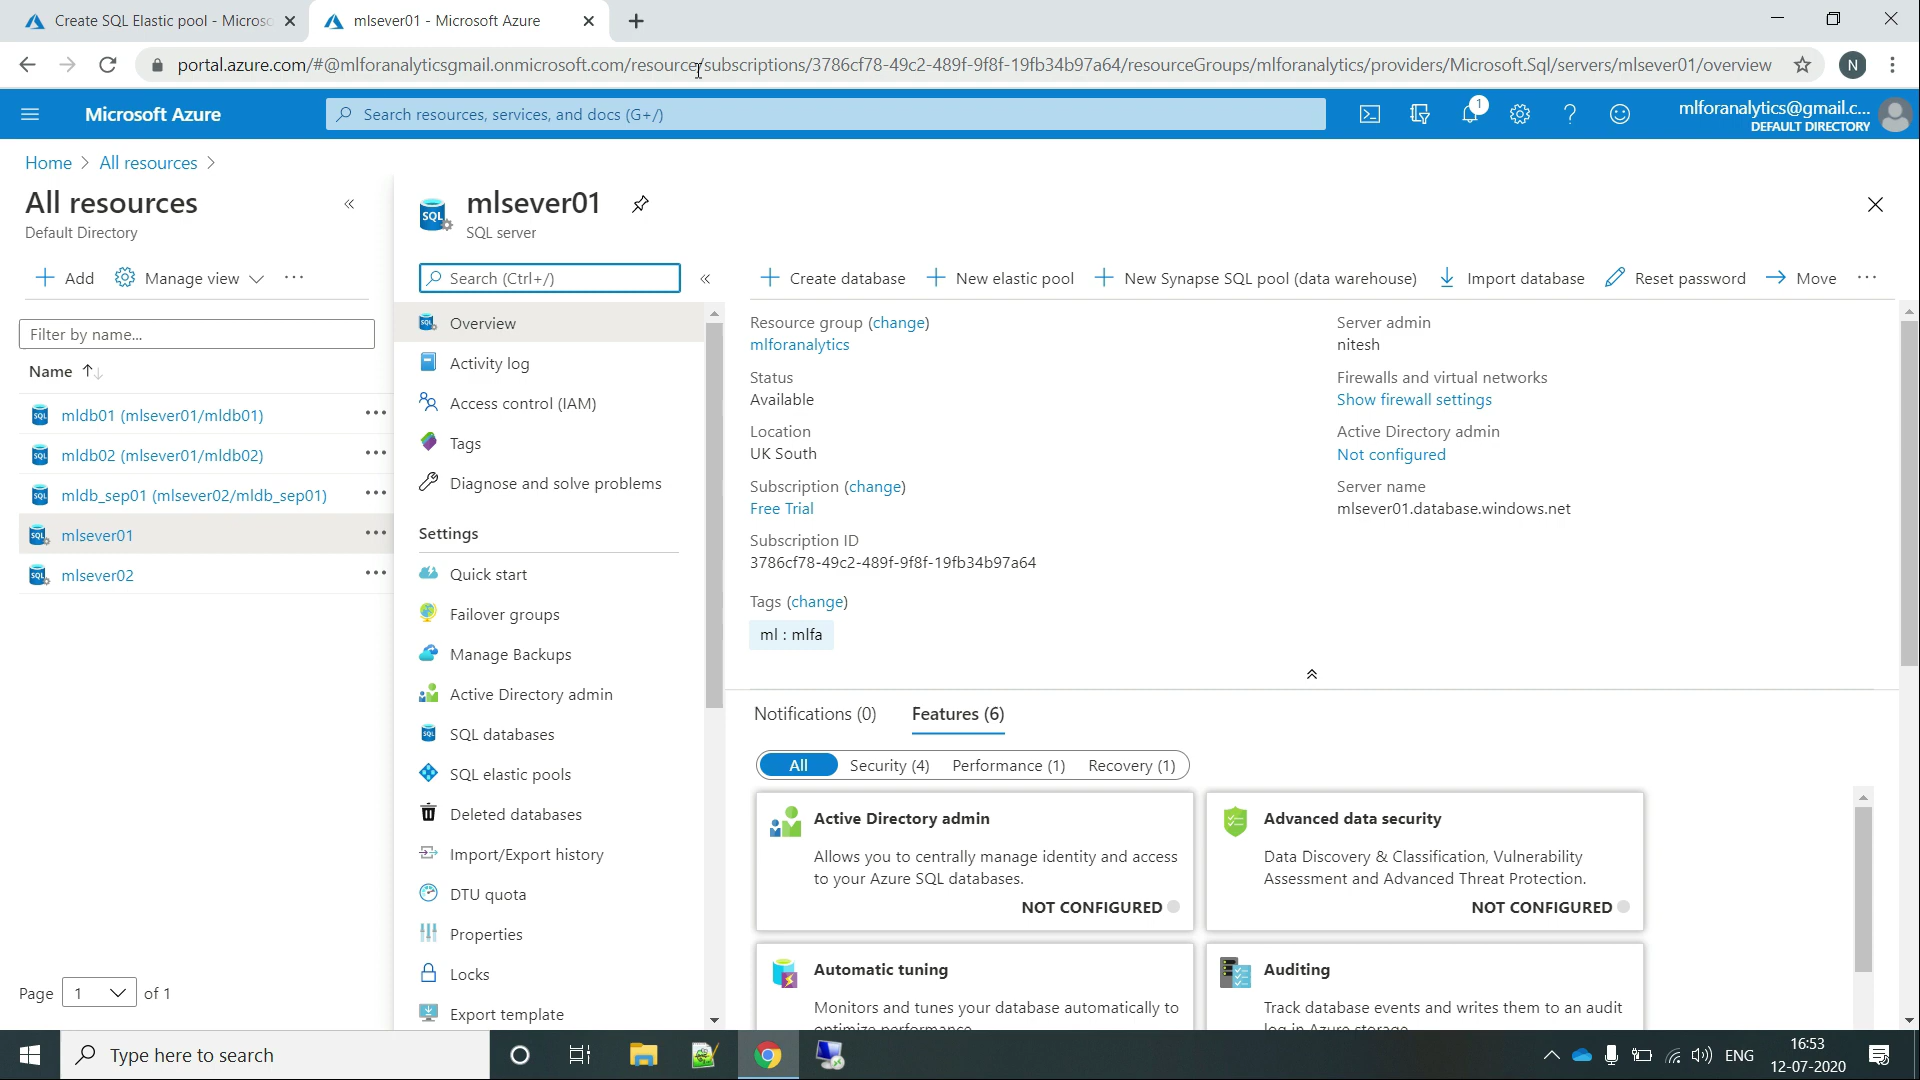 Create SQL Elastic pool - Microso
mlsever01 - Microsoft Azure
portal.azure.com/#@mlforanalyticsgmail.onmicrosoft.com/resource/subscriptions/3786cf78-49c2-489f-9f8f-19fb34b97a64/resourceGroups/mlforanalytics/providers/Microsoft.Sql/servers/mlsever01/overview
N
Microsoft Azure
Search resources, services, and docs (G+/)
1
mlforanalytics@gmail.c...
DEFAULT DIRECTORY
Home > All resources >
All resources
Default Directory
Add
Manage view
Filter by name...
Name
mldb01 (mlsever01/mldb01)
mldb02 (mlsever01/mldb02)
mldb_sep01 (mlsever02/mldb_sep01)
mlsever01
mlsever02
Page 1 of 1
SQL
mlsever01
SQL server
Search (Ctrl+/)
Overview
Activity log
Access control (IAM)
Tags
Diagnose and solve problems
Settings
Quick start
Failover groups
Manage Backups
Active Directory admin
SQL databases
SQL elastic pools
Deleted databases
Import/Export history
DTU quota
Properties
Locks
Export template
Create database
New elastic pool
New Synapse SQL pool (data warehouse)
Import database
Reset password
Move
Resource group (change)
mlforanalytics
Status
Available
Location
UK South
Subscription (change)
Free Trial
Subscription ID
3786cf78-49c2-489f-9f8f-19fb34b97a64
Tags (change)
ml : mlfa
Server admin
nitesh
Firewalls and virtual networks
Show firewall settings
Active Directory admin
Not configured
Server name
mlsever01.database.windows.net
Notifications (0)
Features (6)
All
Security (4)
Performance (1)
Recovery (1)
Active Directory admin
Allows you to centrally manage identity and access
to your Azure SQL databases.
NOT CONFIGURED
Advanced data security
Data Discovery & Classification, Vulnerability
Assessment and Advanced Threat Protection.
NOT CONFIGURED
Automatic tuning
Monitors and tunes your database automatically to
optimize performance.
Auditing
Track database events and writes them to an audit
log in Azure storage.
Type here to search
ENG
16:53
12-07-2020